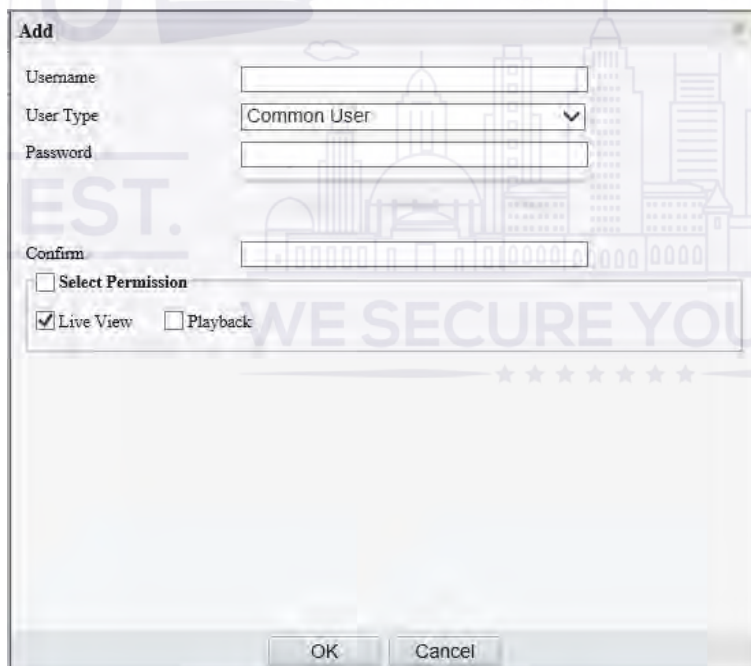 Add
Username
User Type Common User
Password
EST.
Confirm
Select Permission
Live View Playback
WE SECURE YOU
OK Cancel